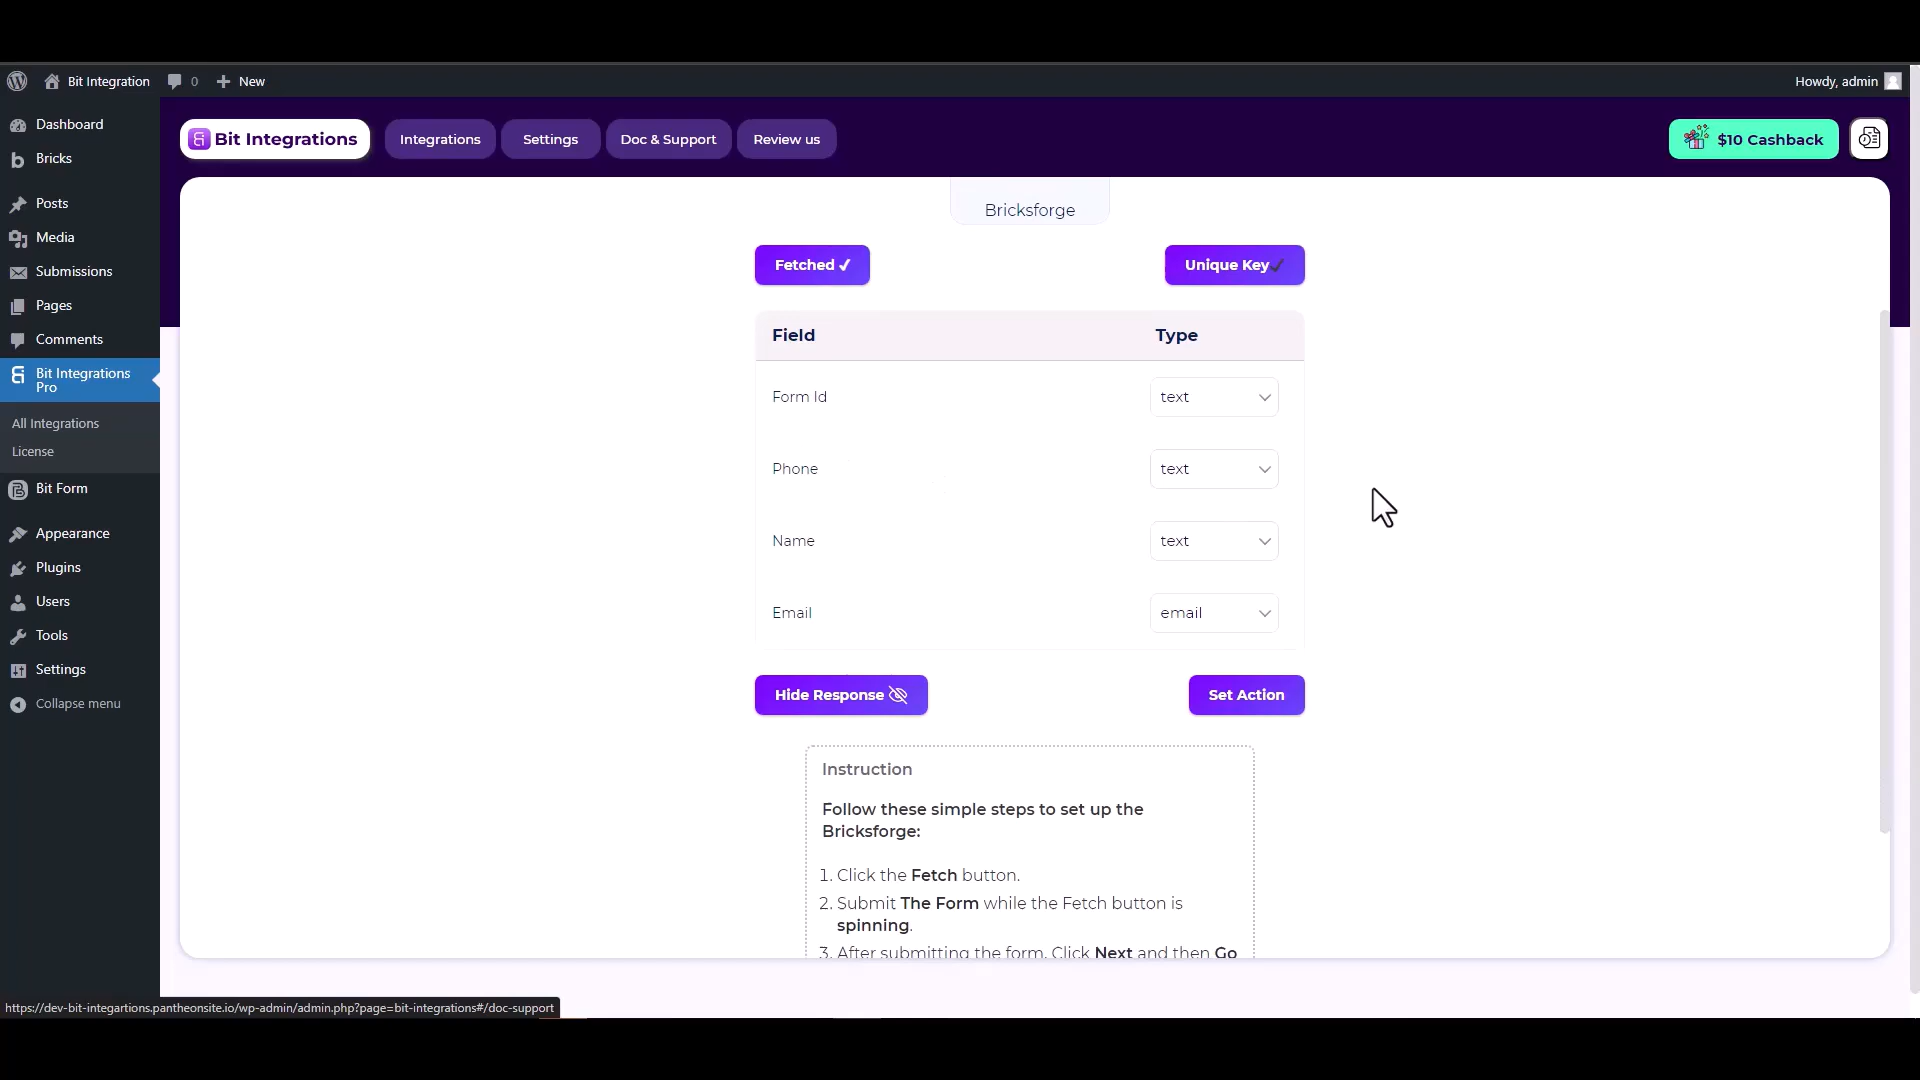 Bit Integration
0
New
Howdy, admin
Dashboard
Bricks
Posts
Media
Submissions
Pages
Comments
Bit Integrations
Pro
All Integrations
License
Bit Form
Appearance
Plugins
Users
Tools
Settings
Collapse menu
Bit Integrations
Integrations
Settings
Doc & Support
Review us
$10 Cashback
Bricksforge
Fetched ✓
Unique Key ✓
Field
Type
Form Id
text
Phone
text
Name
text
Email
email
Hide Response
Set Action
Instruction
Follow these simple steps to set up the
Bricksforge:
1. Click the Fetch button.
2. Submit The Form while the Fetch button is
spinning.
3. After submitting the form, Click Next and then Go
https://dev-bit-integartions.pantheonsite.io/wp-admin/admin.php?page=bit-integrations#/doc-support